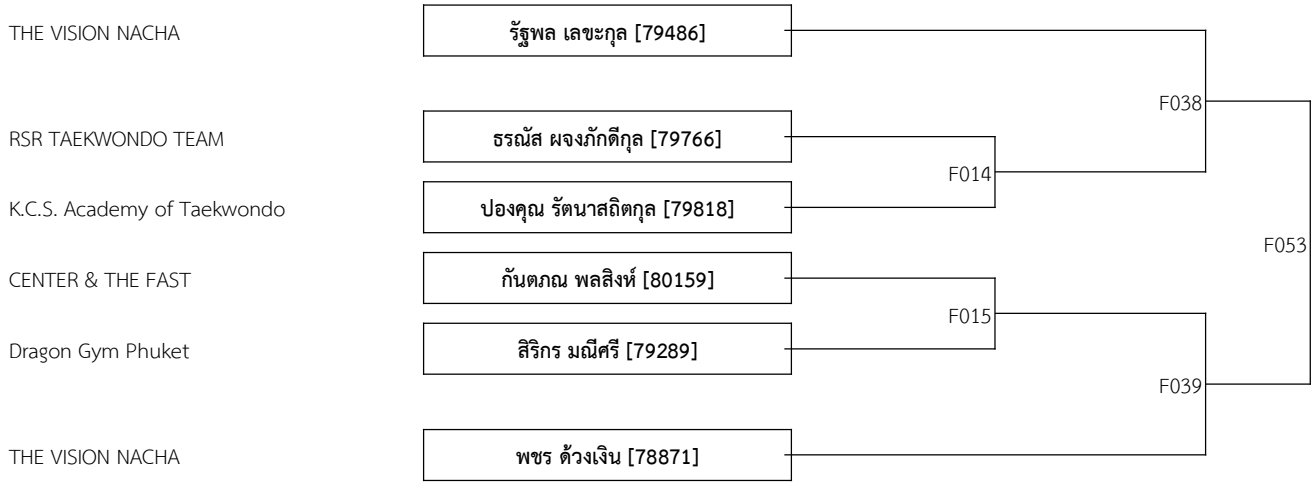 THE VISION NACHA
รัฐพล เลขะกุล [79486]
F038
RSR TAEKWONDO TEAM
ธรณัส ผจงภักดีกุล [79766]
F014
K.C.S. Academy of Taekwondo
ปองคุณ รัตนาสถิตกุล [79818]
F053
CENTER & THE FAST
กันตภณ พลสิงห์ [80159]
F015
Dragon Gym Phuket
สิริกร มณีศรี [79289]
F039
THE VISION NACHA
พชร ด้วงเงิน [78871]